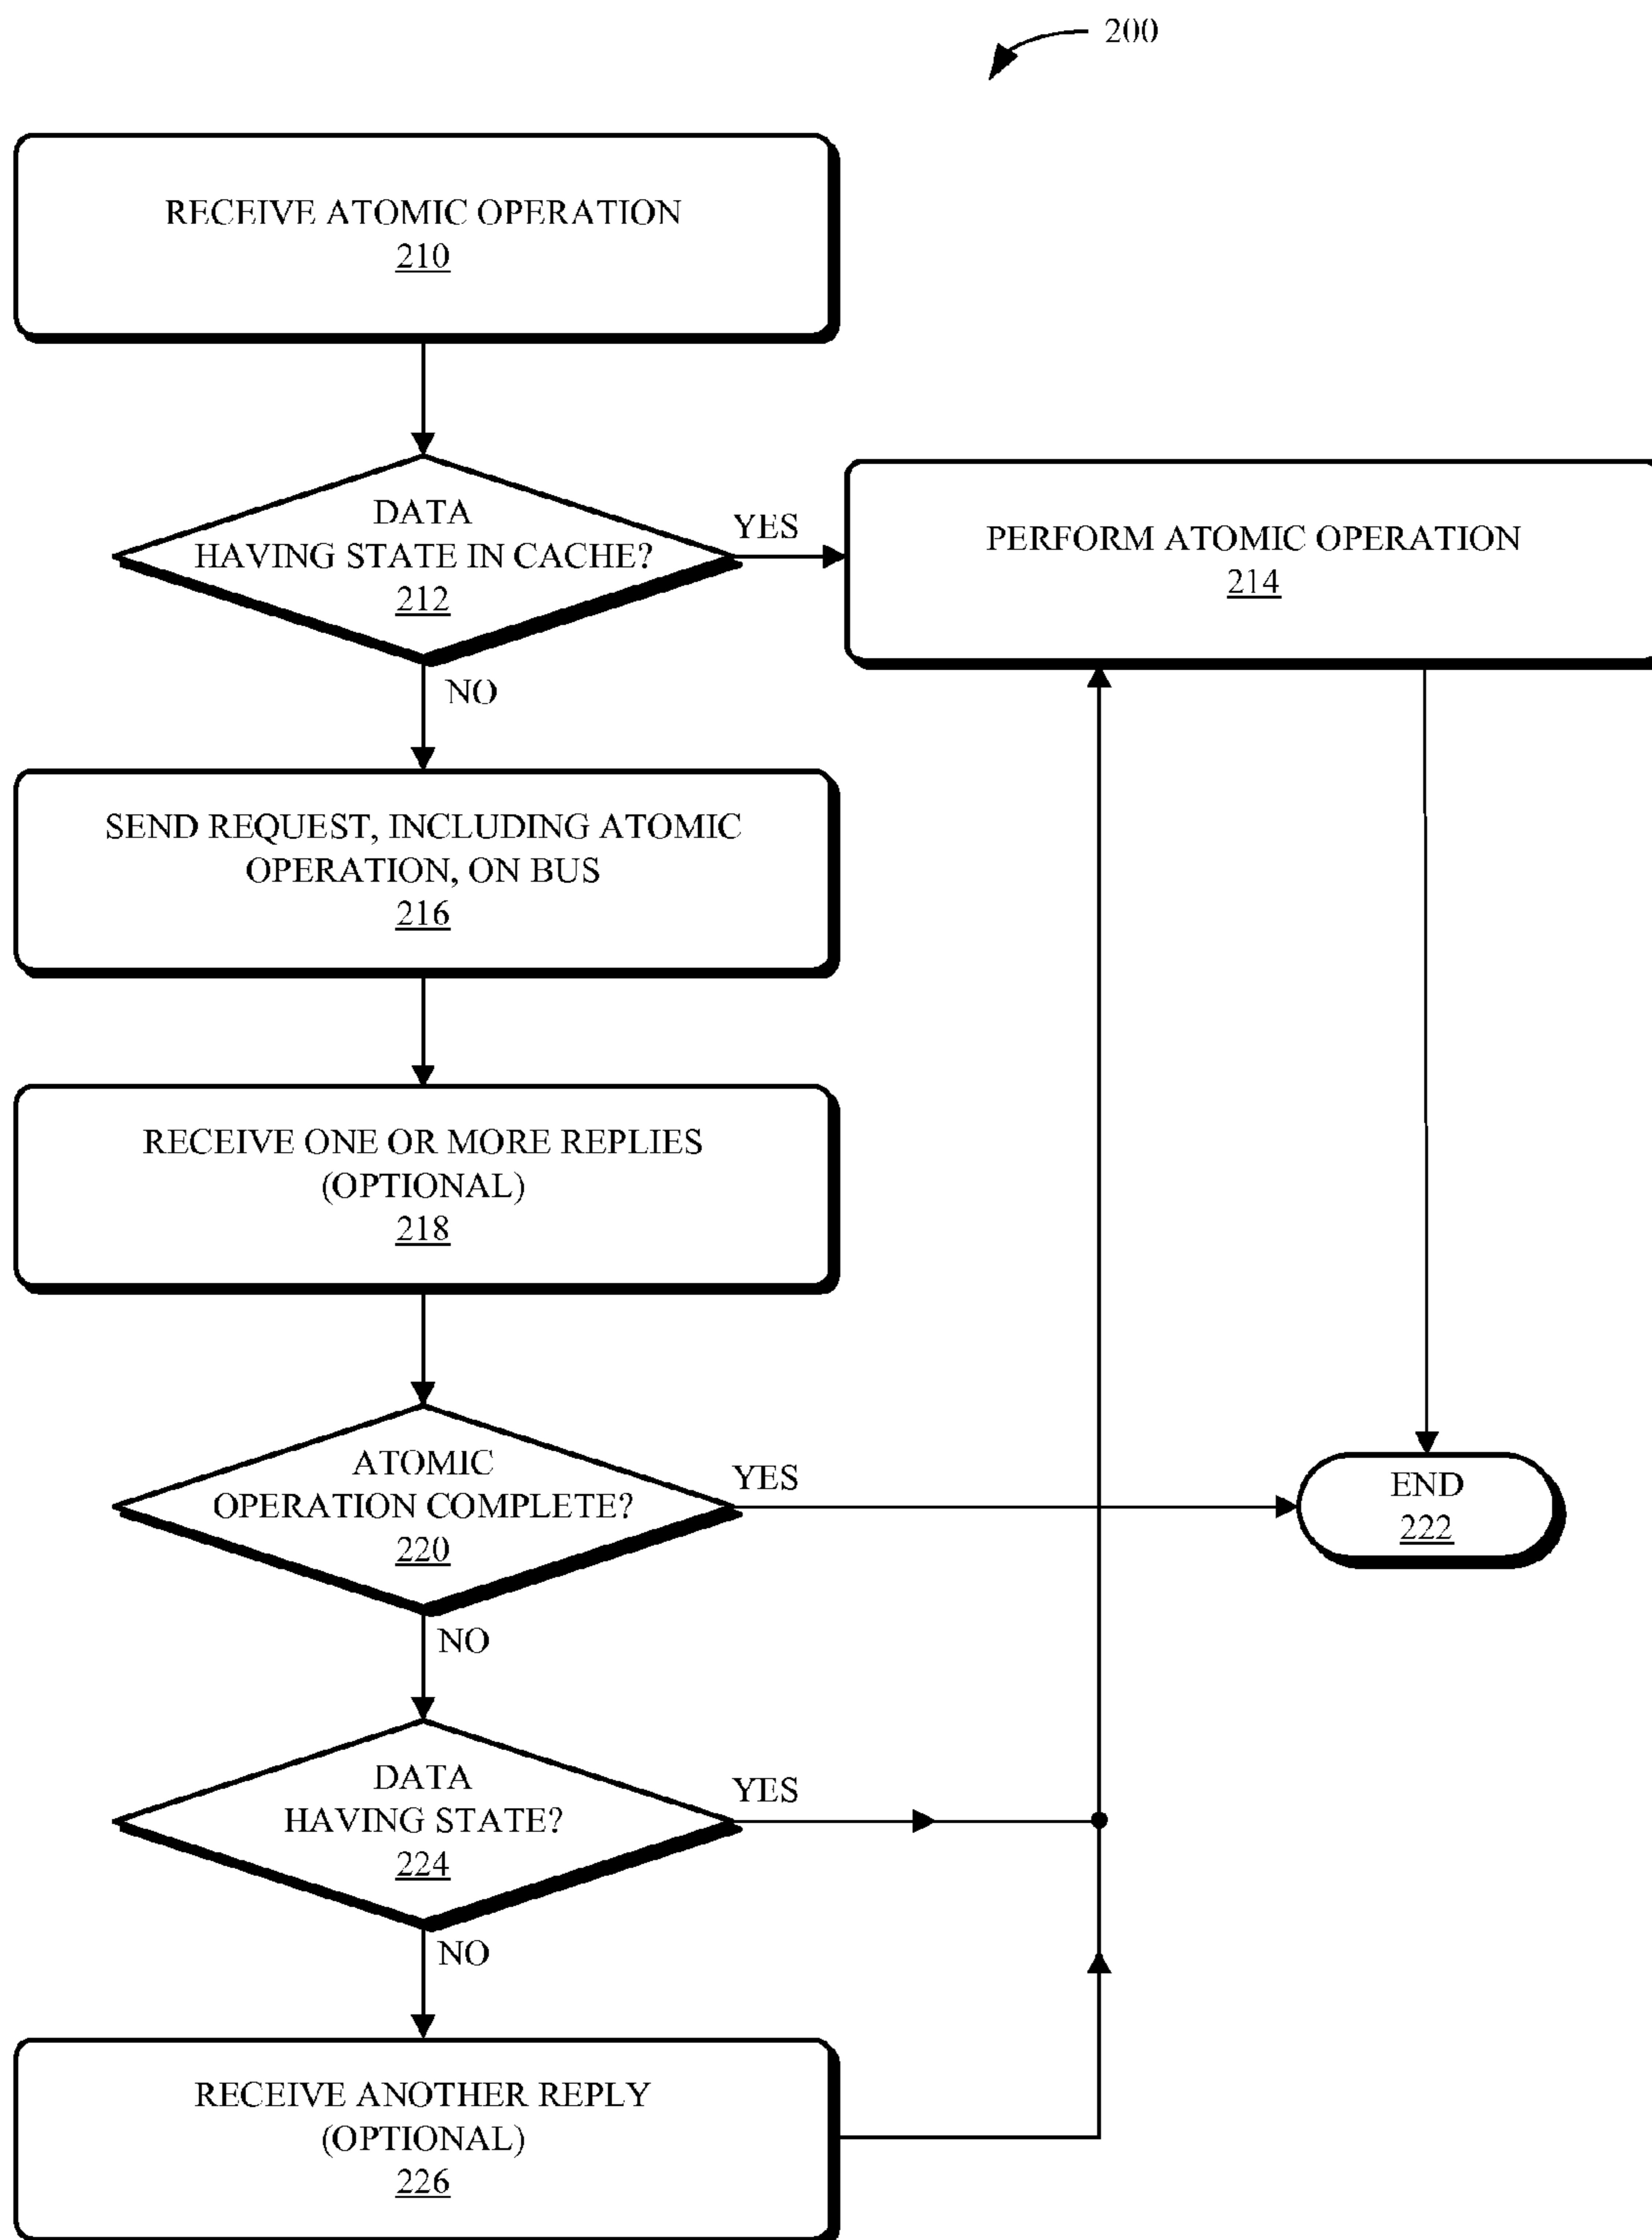 200
RECEIVE ATOMIC OPERATION
210
DATA
HAVING STATE IN CACHE?
212
YES
PERFORM ATOMIC OPERATION
214
NO
SEND REQUEST, INCLUDING ATOMIC
OPERATION, ON BUS
216
RECEIVE ONE OR MORE REPLIES
(OPTIONAL)
218
ATOMIC
OPERATION COMPLETE?
220
YES
END
222
NO
DATA
HAVING STATE?
224
YES
NO
RECEIVE ANOTHER REPLY
(OPTIONAL)
226